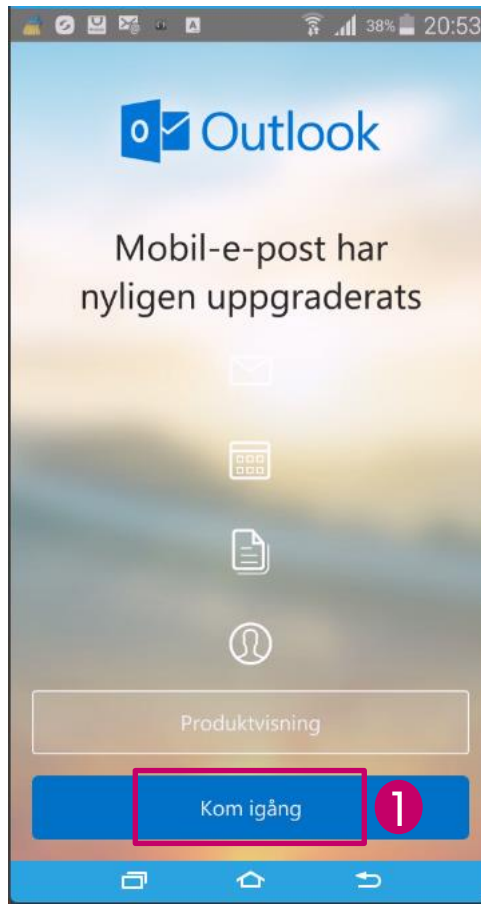 38% 20:53
Outlook
Mobil-e-post har
nyligen uppgraderats
Produktvisning
Kom igång
1